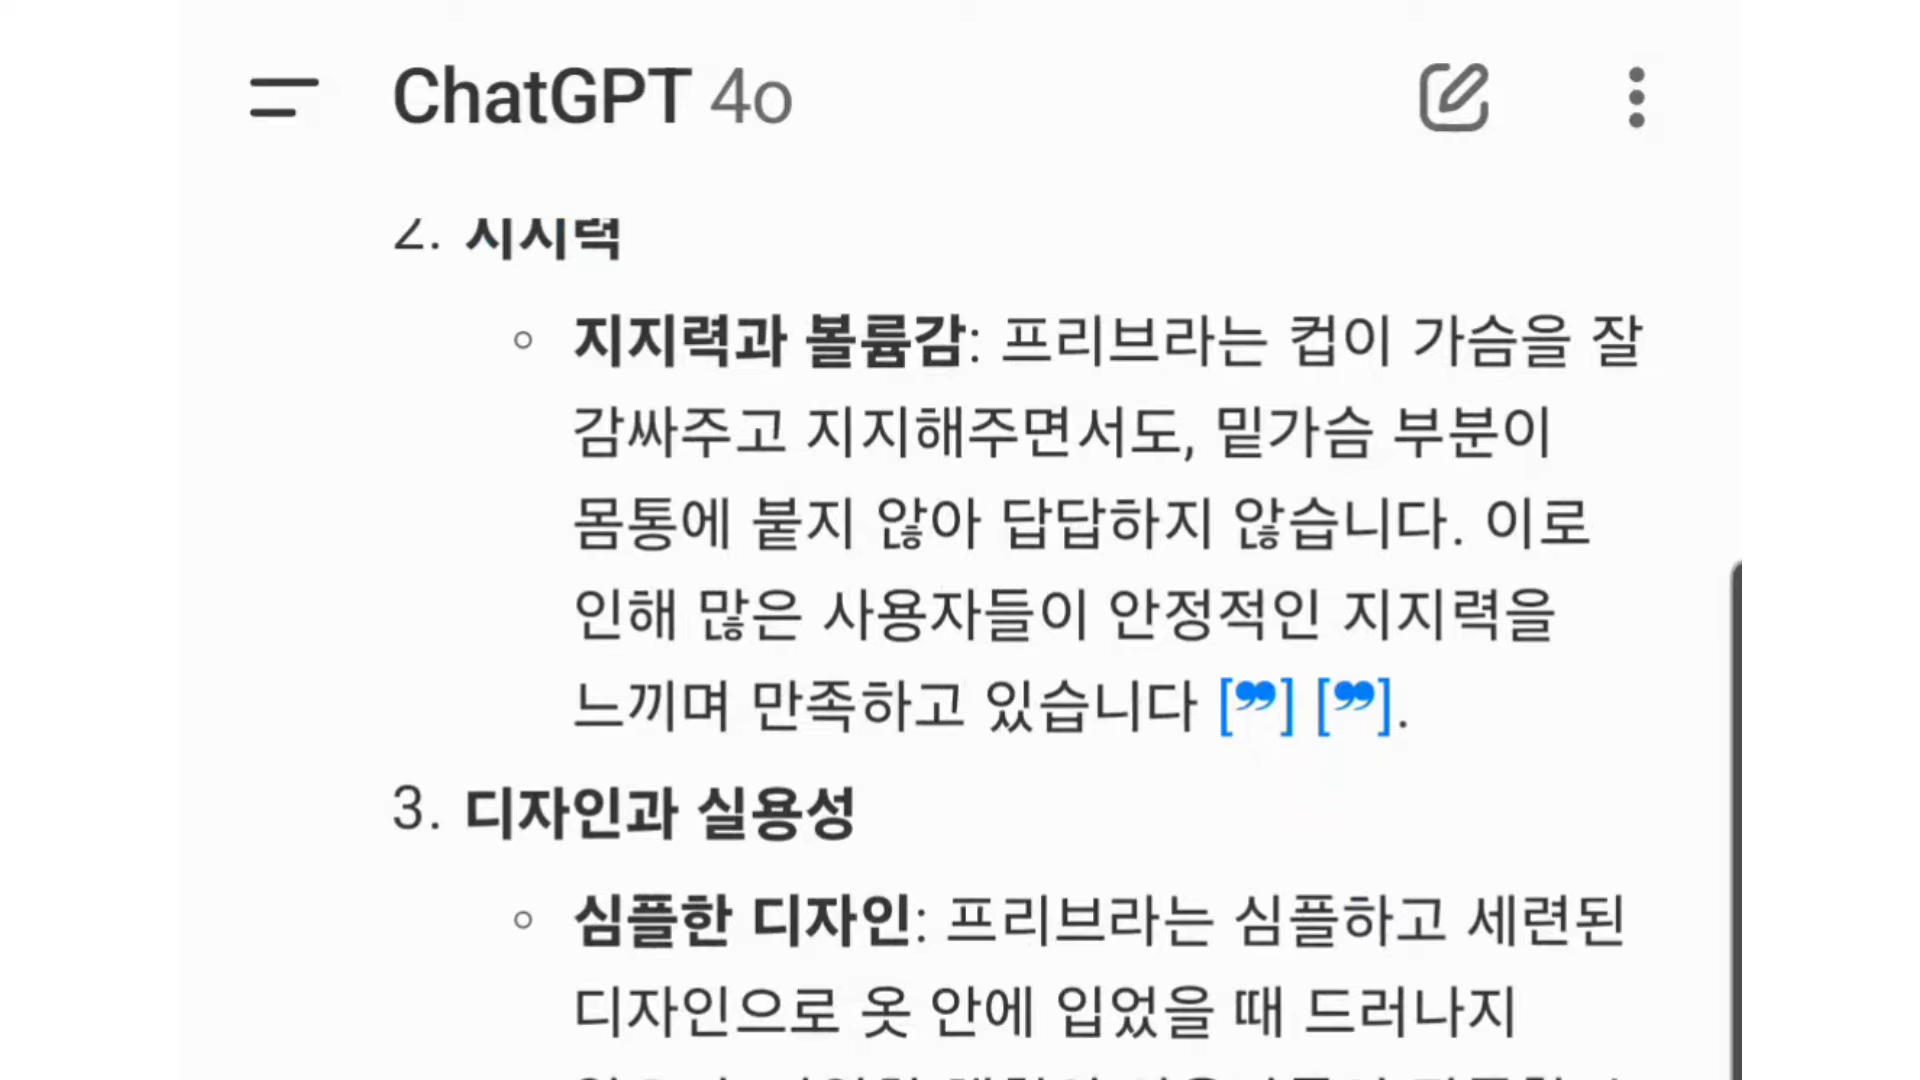 ChatGPT 4o
2. 지지력
지지력과 볼륨감: 프리브라는 컵이 가슴을 잘
감싸주고 지지해주면서도, 밑가슴 부분이
몸통에 붙지 않아 답답하지 않습니다. 이로
인해 많은 사용자들이 안정적인 지지력을
느끼며 만족하고 있습니다 [❞] [❞].
3. 디자인과 실용성
심플한 디자인: 프리브라는 심플하고 세련된
디자인으로 옷 안에 입었을 때 드러나지